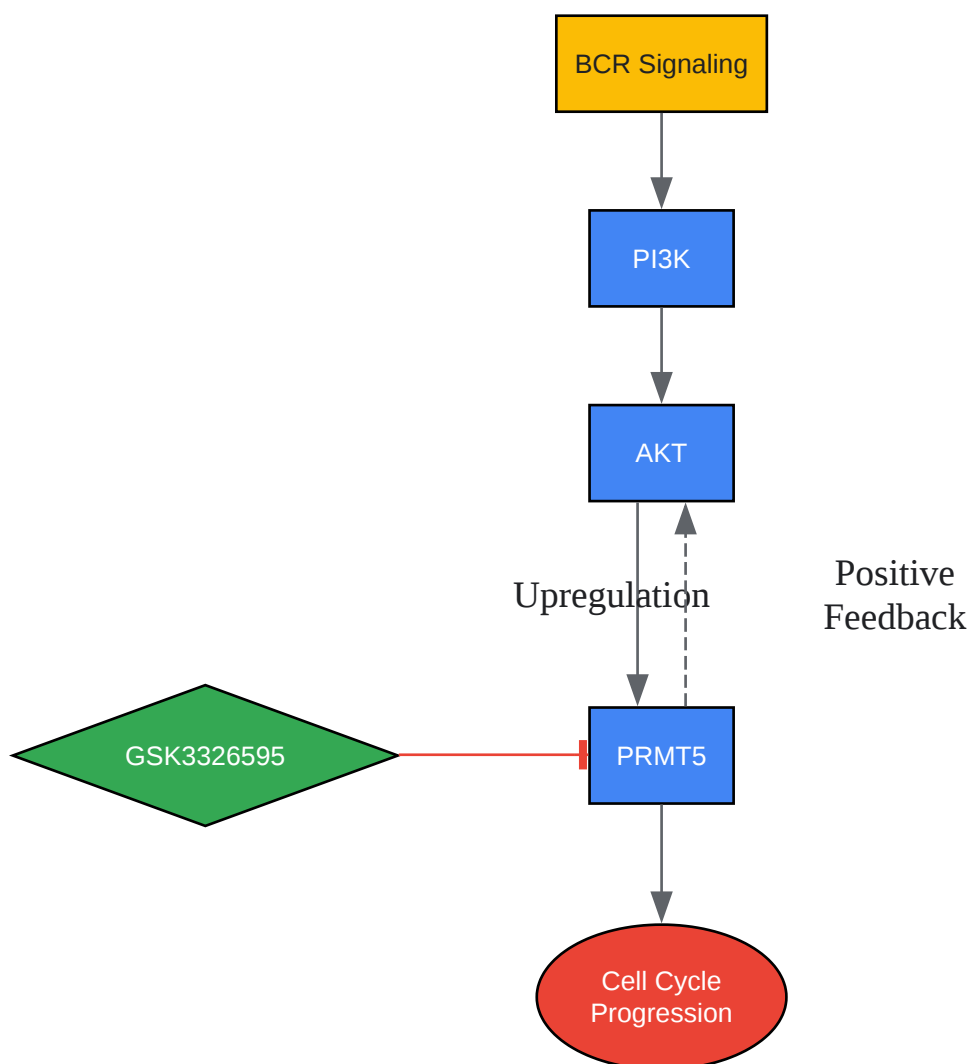 BCR Signaling
PI3K
AKT
Upregulation
Positive
Feedback
GSK3326595
PRMT5
Cell Cycle
Progression